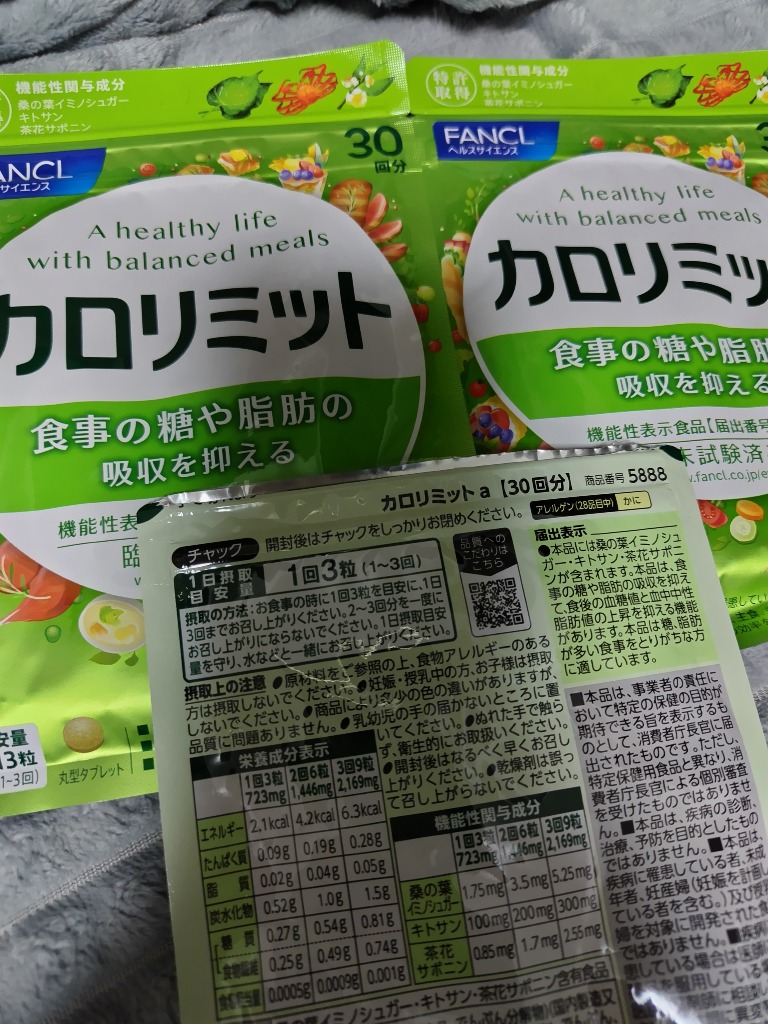 機能性関与成分
桑の葉イミノシュガー
キトサン
茶花サポニン
30
回分
ANCL
サイエンス
A healthy life
with balanced meals
カロリミット
食事の糖や脂肪の
吸収を抑える
機能性表
臨
丸型タブレット
特許
取得
機能性関与成分
桑の葉イミノシュガー
キトサン
茶花サポニン
FANCL
ヘルスサイエンス
A healthy life
with balanced meals
カロリミッ
食事の糖や脂肪
吸収を抑える
機能性表示食品【届出番号
末試験済
w.fancl.co.jp/e
カロリミット a【30回分】 商品番号 5888
チャック 開封後はチャックをしっかりお閉めください。
アレルゲン(28品目中) かに
1日摂取
目安量
1回3粒(1~3回)
摂取の方法:お食事の時に1回3粒を目安に、1日
3回までお召し上がりください。2~3回分を一度に
お召し上がりにならないでください。1日摂取目安
量を守り、水などと一緒にお召し上がりください。
品質への
こだわりは
こちら
摂取上の注意 ●原材料をご参照の上、食物アレルギーのある
方は摂取しないでください。●妊娠・授乳中の方、お子様は摂取
しないでください。●商品により多少の色の違いがありますが、
品質に問題ありません。●乳幼児の手の届かないところに置
いてください。●ぬれた手で触ら
ず、衛生的にお取扱いください。
●開封後はなるべく早くお召し
上がりください。●乾燥剤は誤っ
て召し上がらないでください。
栄養成分表示
1回3粒 2回6粒 3回9粒
723mg 1,446mg 2,169mg
エネルギー 2.1kcal 4.2kcal 6.3kcal
たんぱく質 0.09g 0.19g 0.28g
脂質 0.02g 0.04g 0.05g
炭水化物 0.52g 1.0g 1.5g
糖質 0.27g 0.54g 0.81g
食物繊維 0.25g 0.49g 0.74g
食塩相当量 0.0005g 0.0009g 0.001g
機能性関与成分
1回3粒 2回6粒 3回9粒
723mg 1,446mg 2,169mg
桑の葉イミノシュガー 1.75mg 3.5mg 5.25mg
キトサン 100mg 200mg 300mg
茶花サポニン 0.85mg 1.7mg 2.55mg
イミノシュガー・キトサン・茶花サポニン含有食品
届出表示
●本品には桑の葉イミノシュ
ガー・キトサン・茶花サポニ
ンが含まれます。本品は、食
事の糖や脂肪の吸収を抑え
て、食後の血糖値と血中中性
脂肪値の上昇を抑える機能
があります。本品は糖、脂肪
が多い食事をとりがちな方
に適しています。
■本品は、事業者の責任に
おいて特定の保健の目的が
期待できる旨を表示するも
のとして、消費者庁長官に届
出されたものです。ただし、
特定保健用食品と異なり、消
費者庁長官による個別審査
を受けたものではありませ
ん。■本品は、疾病の診断、
治療、予防を目的としたもの
ではありません。■本品は、
疾病に罹患している者、未成
年者、妊産婦(妊娠を計画し
ている者を含む。)及び授乳
婦を対象に開発された食
ではありません。■疾病